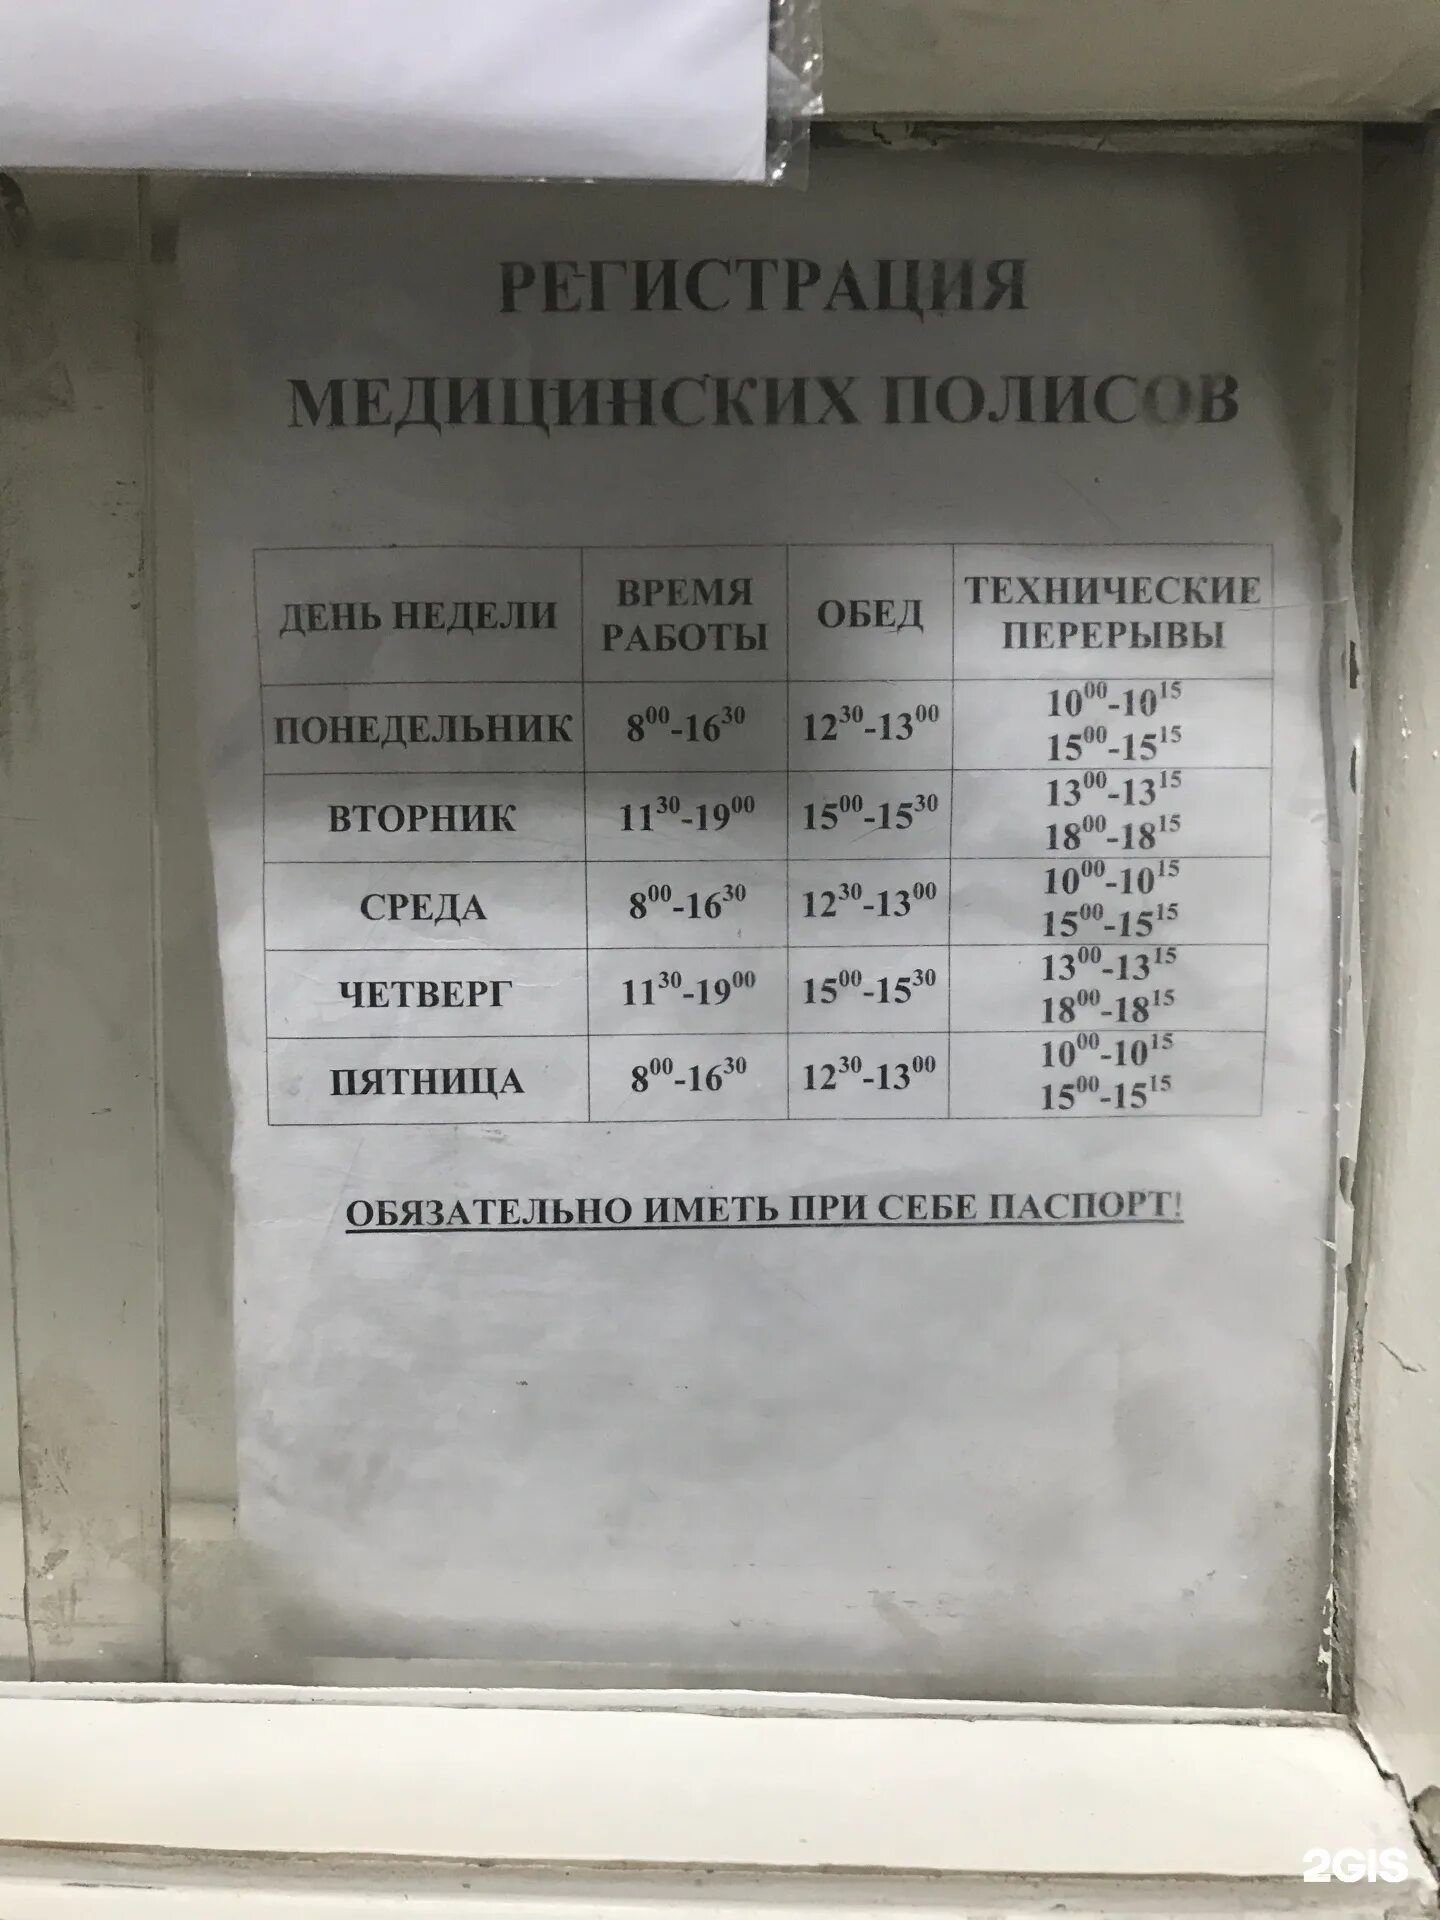 РЕГИСТРАЦИЯ
МЕДИЦИНСКИХ ПОЛИСОВ
ДЕНЬ НЕДЕЛИ ВРЕМЯ РАБОТЫ ОБЕД ТЕХНИЧЕСКИЕ ПЕРЕРЫВЫ
ПОНЕДЕЛЬНИК 8⁰⁰-16³⁰ 12³⁰-13⁰⁰ 10⁰⁰-10¹⁵
15⁰⁰-15¹⁵
ВТОРНИК 11³⁰-19⁰⁰ 15⁰⁰-15³⁰ 13⁰⁰-13¹⁵
18⁰⁰-18¹⁵
СРЕДА 8⁰⁰-16³⁰ 12³⁰-13⁰⁰ 10⁰⁰-10¹⁵
15⁰⁰-15¹⁵
ЧЕТВЕРГ 11³⁰-19⁰⁰ 15⁰⁰-15³⁰ 13⁰⁰-13¹⁵
18⁰⁰-18¹⁵
ПЯТНИЦА 8⁰⁰-16³⁰ 12³⁰-13⁰⁰ 10⁰⁰-10¹⁵
15⁰⁰-15¹⁵
ОБЯЗАТЕЛЬНО ИМЕТЬ ПРИ СЕБЕ ПАСПОРТ!
2GIS